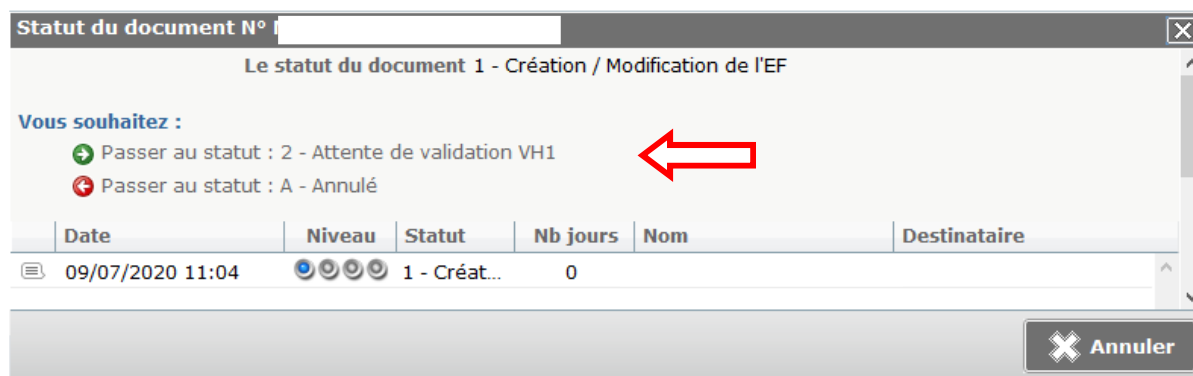 Statut du document N°
Le statut du document 1 - Création / Modification de l'EF
Vous souhaitez :
Passer au statut : 2 - Attente de validation VH1
Passer au statut : A - Annulé
Date Niveau Statut Nb jours Nom Destinataire
09/07/2020 11:04 1 - Créat... 0
Annuler